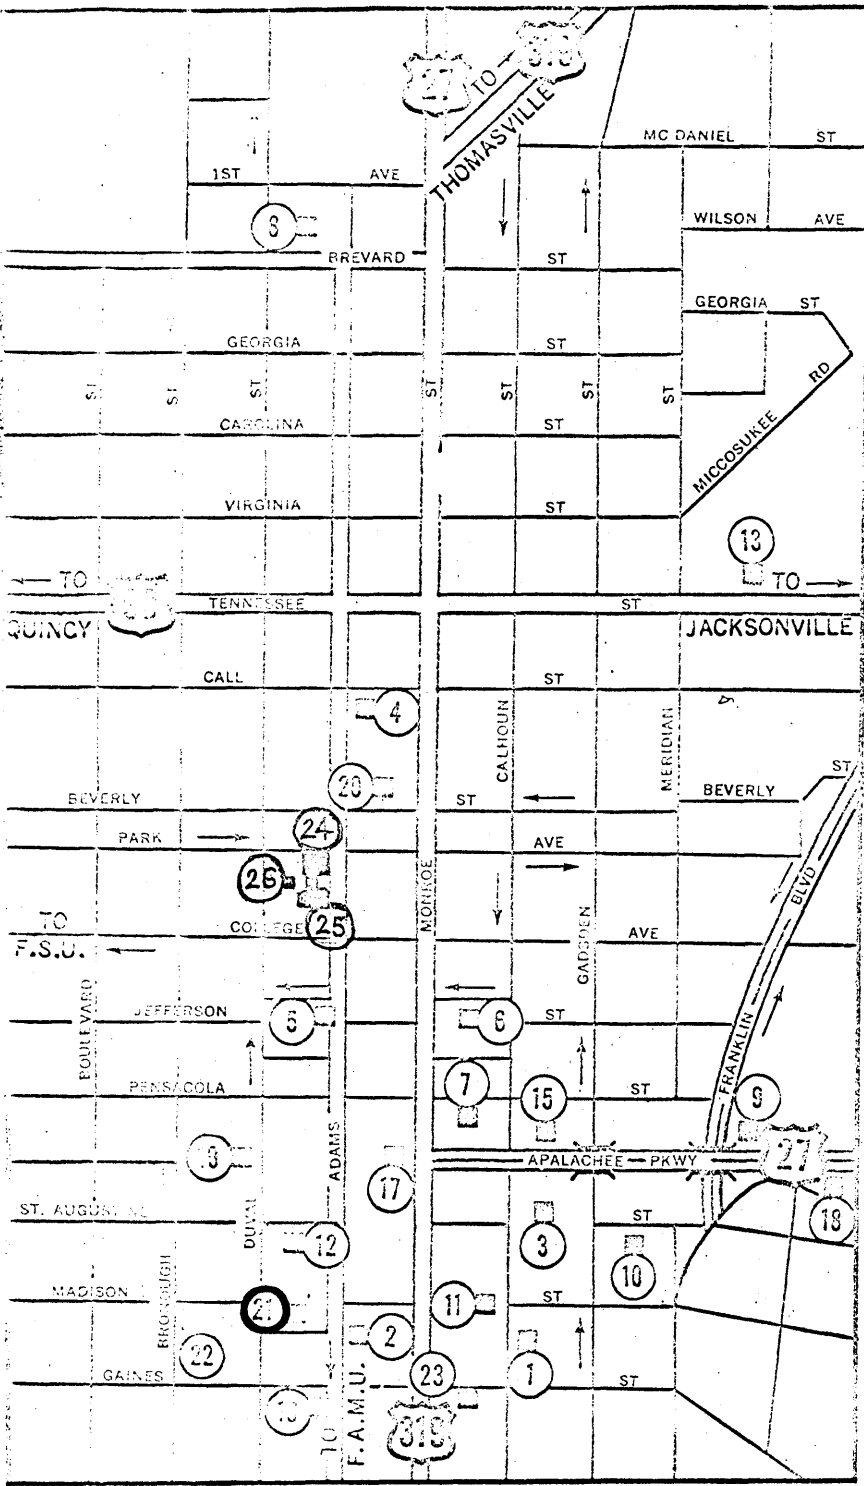 27
TO
319
THOMASVILLE
MC DANIEL ST
1ST AVE
8
WILSON AVE
BREVARD ST
GEORGIA ST
GEORGIA ST
ST
ST
ST
ST
ST
ST
ST
MICCOSUKEE RD
CAROLINA ST
VIRGINIA ST
13
← TO
TO →
TENNESSEE ST
QUINCY
JACKSONVILLE
CALL ST
4
CALHOUN
MERIDIAN
20
ST
BEVERLY ST
BEVERLY
24
PARK AVE
26
MONROE
BLVD
TO
F.S.U.
COLLEGE AVE
25
GADSDEN
BOULEVARD
JEFFERSON ST
5
6
FRANKLIN
7
PENSACOLA ST
15
9
ADAMS
APALACHEE PKWY
27
17
ST. AUGUSTINE ST
DUVAL
12
3
18
10
MADISON ST
21
11
BRONOUGH
2
22
GAINES ST
23
1
TO
F.A.M.U.
319